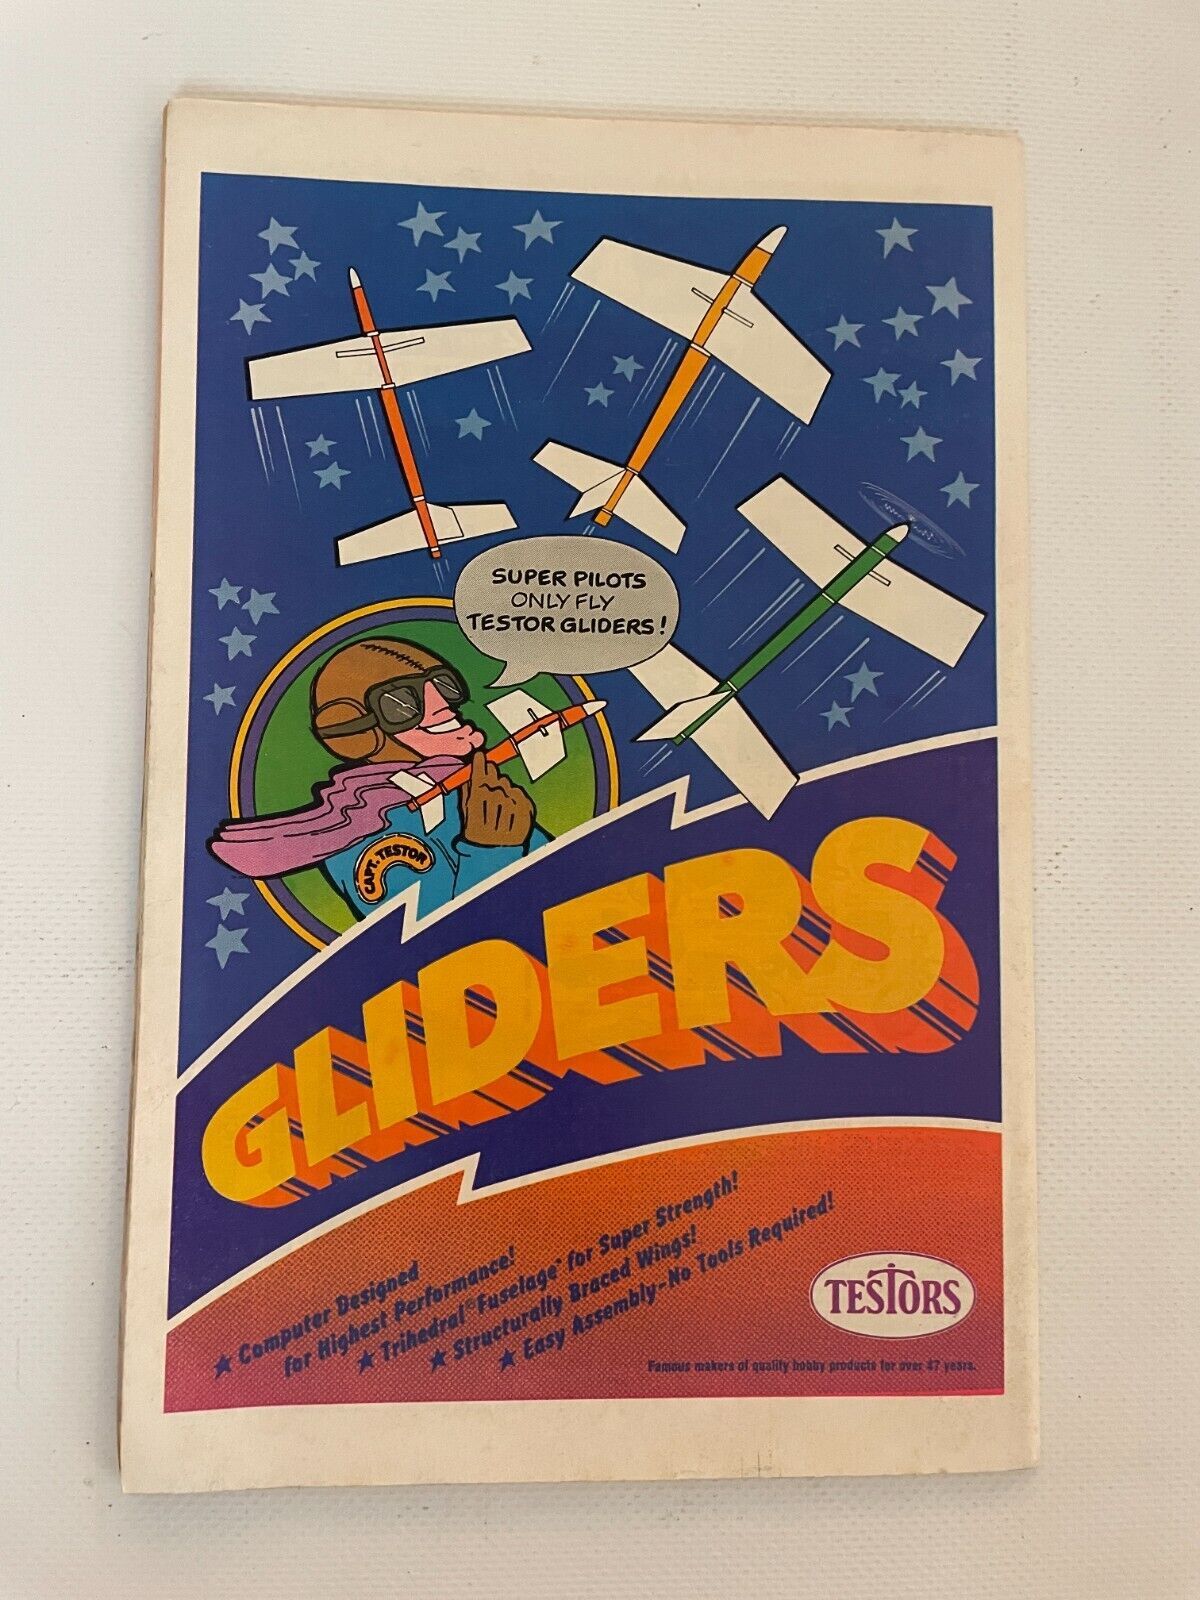 SUPER PILOTS
ONLY FLY
TESTOR GLIDERS!
CAPT. TESTOR
GLIDERS
★ Computer Designed
for Highest Performance!
★ Trihedral® Fuselage for Super Strength!
★ Structurally Braced Wings!
★ Easy Assembly-No Tools Required!
TESTORS
Famous makers of quality hobby products for over 47 years.